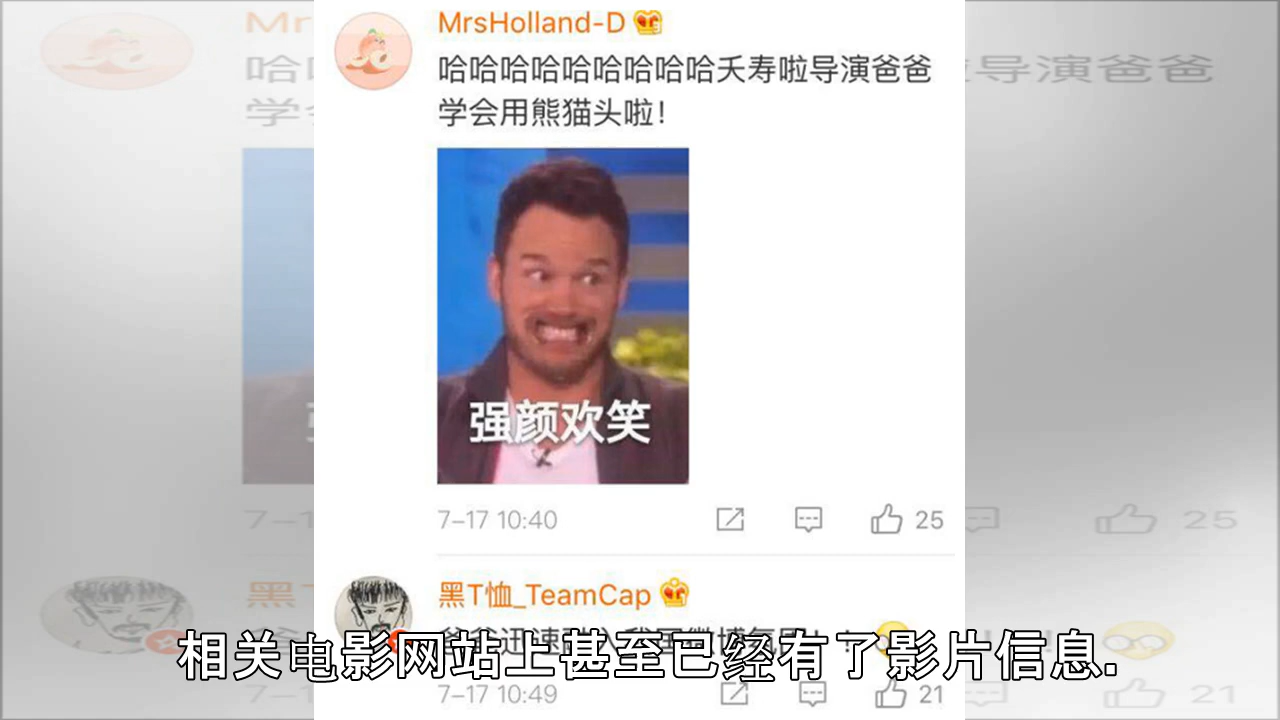 MrsHolland-D
哈哈哈哈哈哈哈哈哈夭寿啦导演爸爸
学会用熊猫头啦!
强颜欢笑
7-17 10:40
25
黑T恤_TeamCap
相关电影网站上甚至已经有了影片信息.
7-17 10:49
21